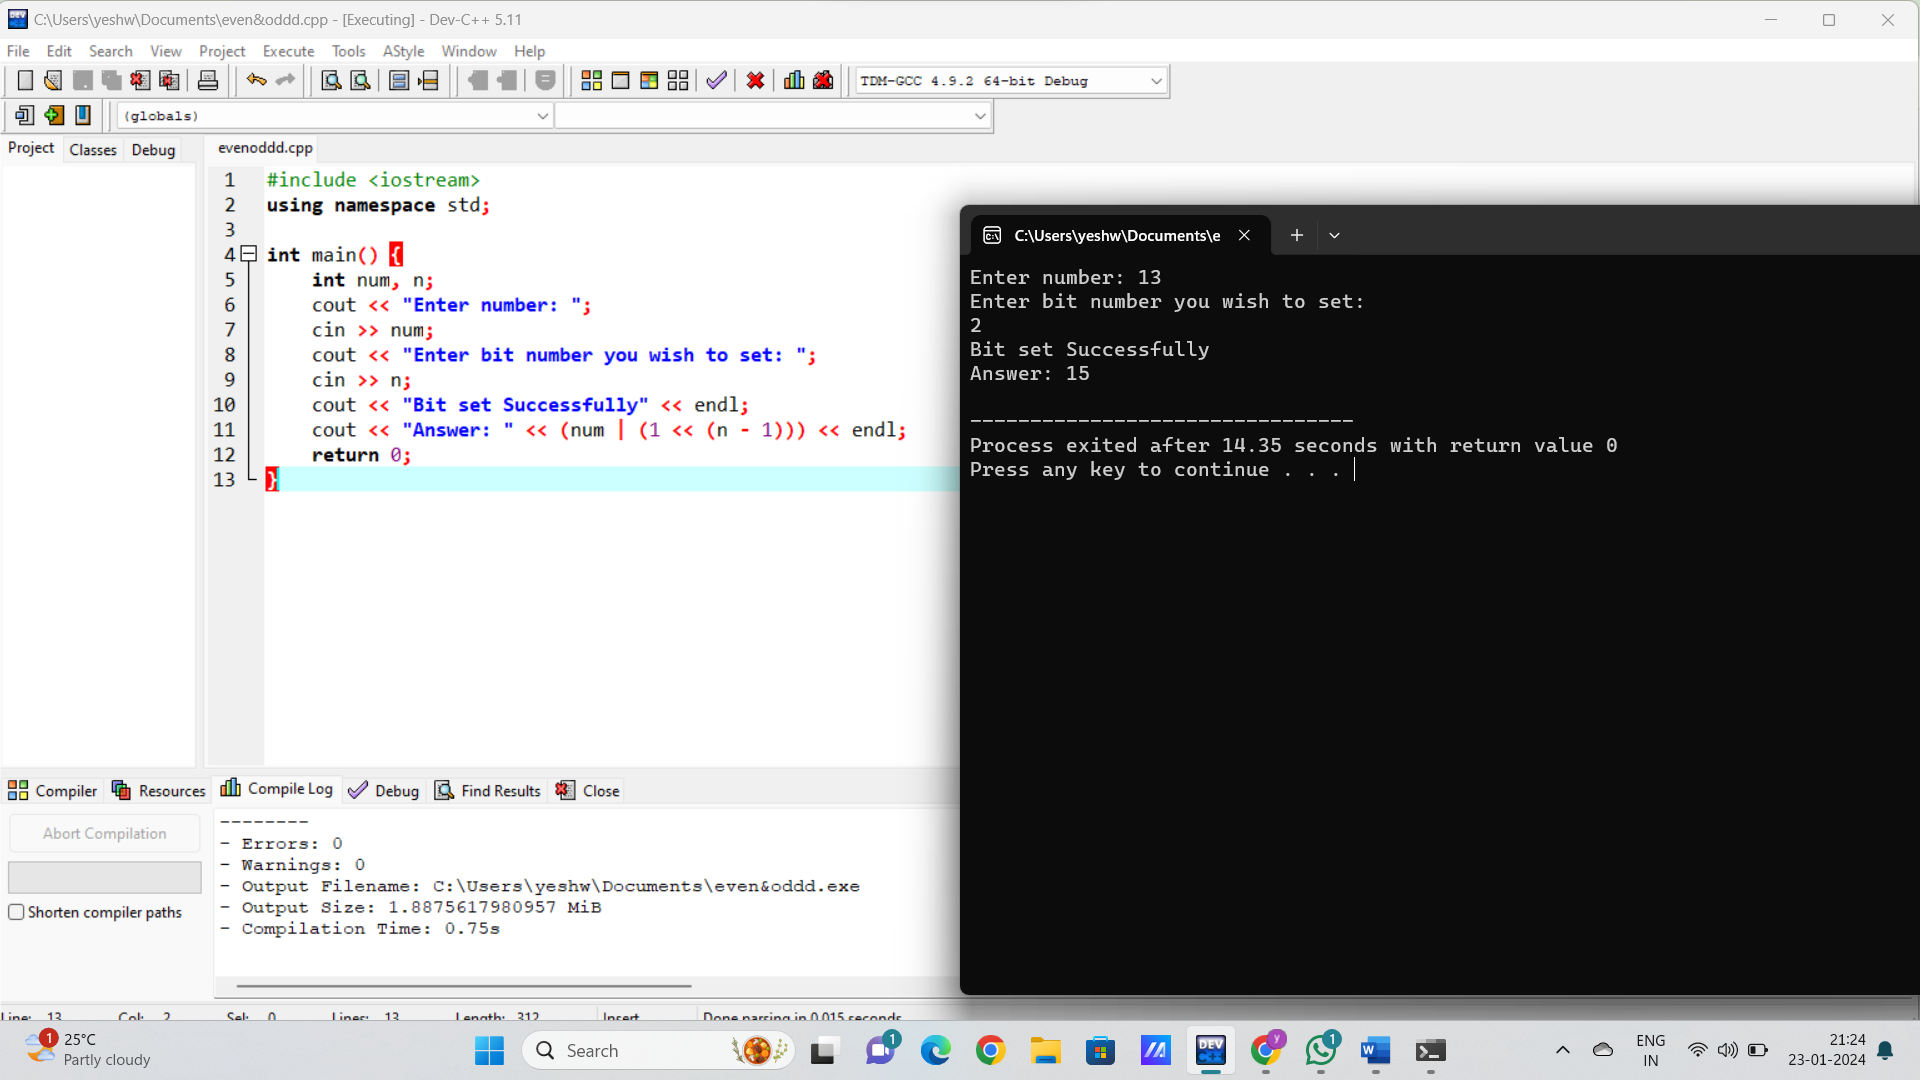 C:\Users\yeshw\Documents\even&oddd.cpp - [Executing] - Dev-C++ 5.11
File Edit Search View Project Execute Tools AStyle Window Help
TDM-GCC 4.9.2 64-bit Debug
(globals)
Project Classes Debug
evenoddd.cpp
1 #include <iostream>
2 using namespace std;
3
4 int main() {
5 int num, n;
6 cout << "Enter number: ";
7 cin >> num;
8 cout << "Enter bit number you wish to set: ";
9 cin >> n;
10 cout << "Bit set Successfully" << endl;
11 cout << "Answer: " << (num | (1 << (n - 1))) << endl;
12 return 0;
13 }
C:\Users\yeshw\Documents\e
Enter number: 13
Enter bit number you wish to set:
2
Bit set Successfully
Answer: 15
--------------------------------
Process exited after 14.35 seconds with return value 0
Press any key to continue . . .
Compiler Resources Compile Log Debug Find Results Close
Abort Compilation
Shorten compiler paths
--------
- Errors: 0
- Warnings: 0
- Output Filename: C:\Users\yeshw\Documents\even&oddd.exe
- Output Size: 1.8875617980957 MiB
- Compilation Time: 0.75s
Line: 13 Col: 2 Sel: 0 Lines: 13 Length: 312 Insert Done parsing in 0.015 seconds
1
25°C
Partly cloudy
Search
1
DEV
C++
y
1
W
ENG
IN
21:24
23-01-2024